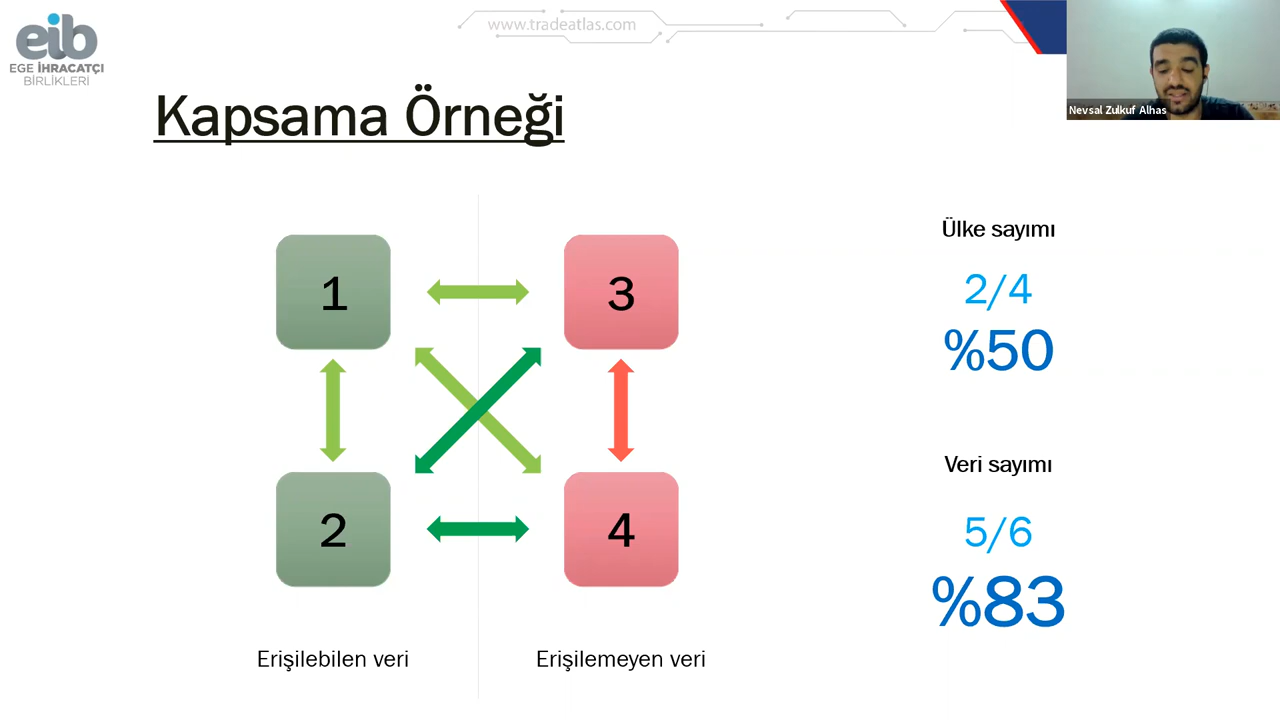 eib
EGE İHRACATÇI
BİRLİKLERİ
www.tradeatlas.com
Nevsal Zulkuf Alhas
Kapsama Örneği
1
3
2
4
Erişilebilen veri
Erişilemeyen veri
Ülke sayımı
2/4
%50
Veri sayımı
5/6
%83